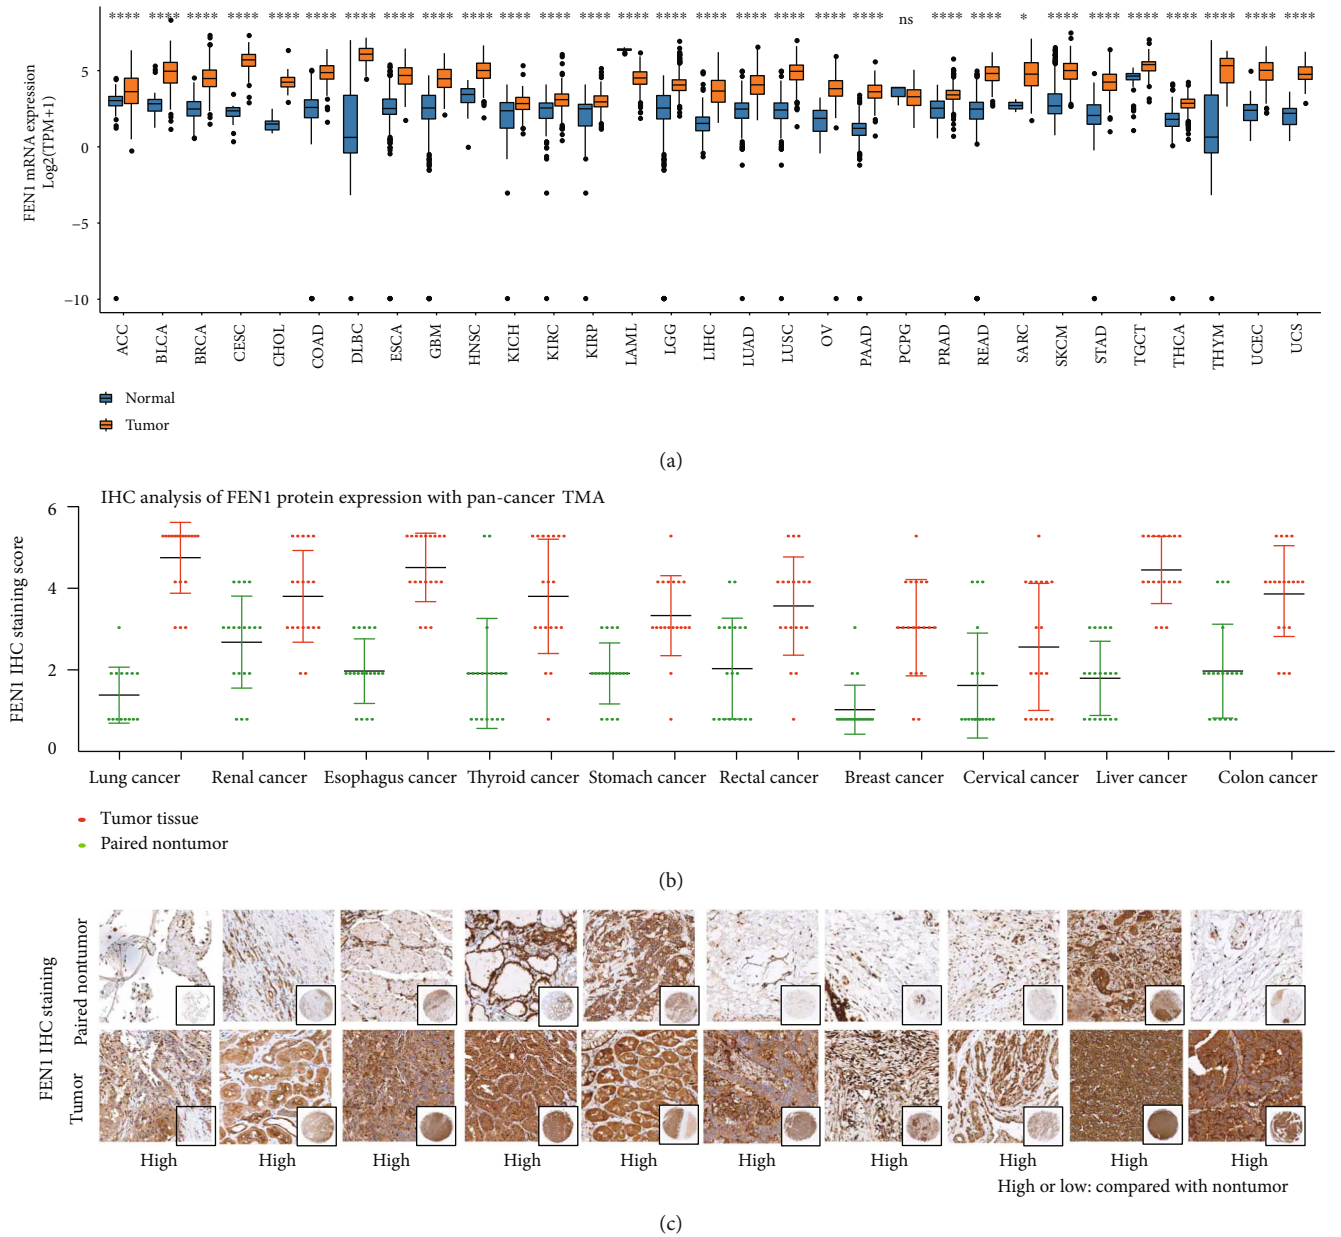 **** **** **** **** **** **** **** **** **** **** **** **** **** **** **** **** **** **** **** **** ns **** **** * **** **** **** **** **** **** ****
FEN1 mRNA expression
Log2(TPM+1)
5
0
−5
−10
ACC BLCA BRCA CESC CHOL COAD DLBC ESCA GBM HNSC KICH KIRC KIRP LAML LGG LIHC LUAD LUSC OV PAAD PCPG PRAD READ SARC SKCM STAD TGCT THCA THYM UCEC UCS
Normal
Tumor
(a)
IHC analysis of FEN1 protein expression with pan-cancer TMA
FEN1 IHC staining score
6
4
2
0
Lung cancer Renal cancer Esophagus cancer Thyroid cancer Stomach cancer Rectal cancer Breast cancer Cervical cancer Liver cancer Colon cancer
Tumor tissue
Paired nontumor
(b)
FEN1 IHC staining
Paired nontumor
Tumor
High High High High High High High High High High
High or low: compared with nontumor
(c)